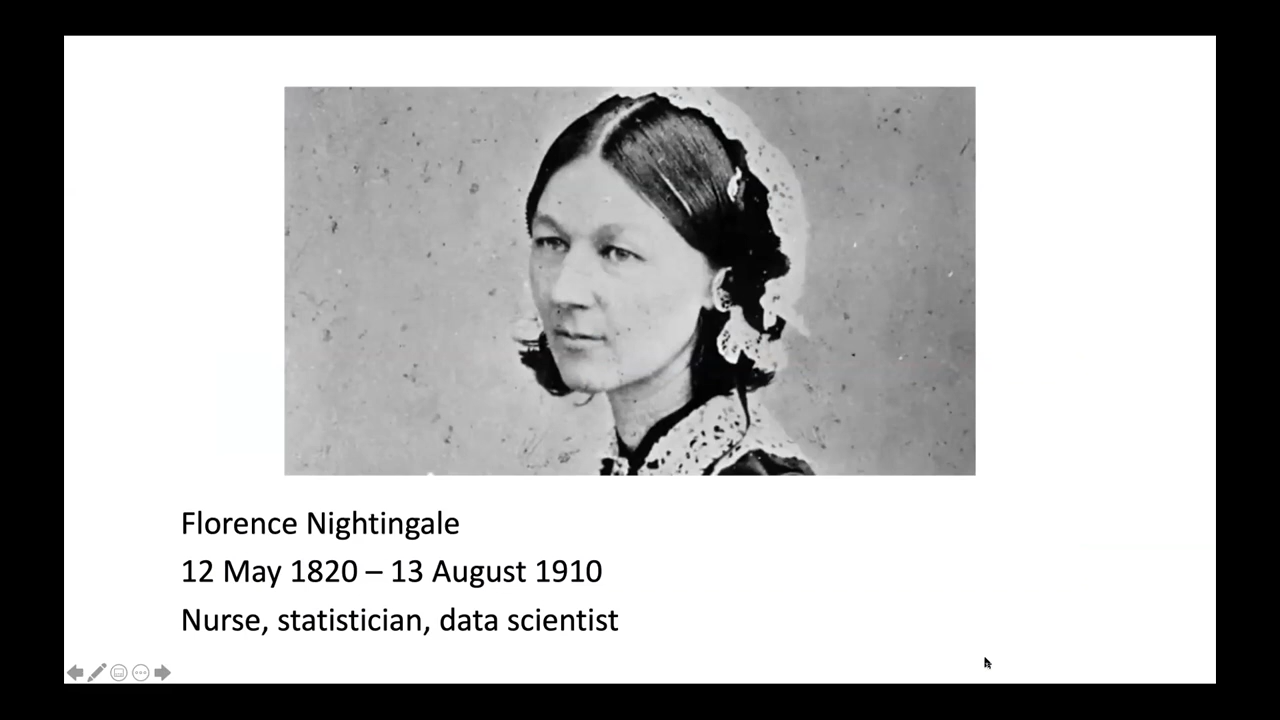 Florence Nightingale
12 May 1820 – 13 August 1910
Nurse, statistician, data scientist